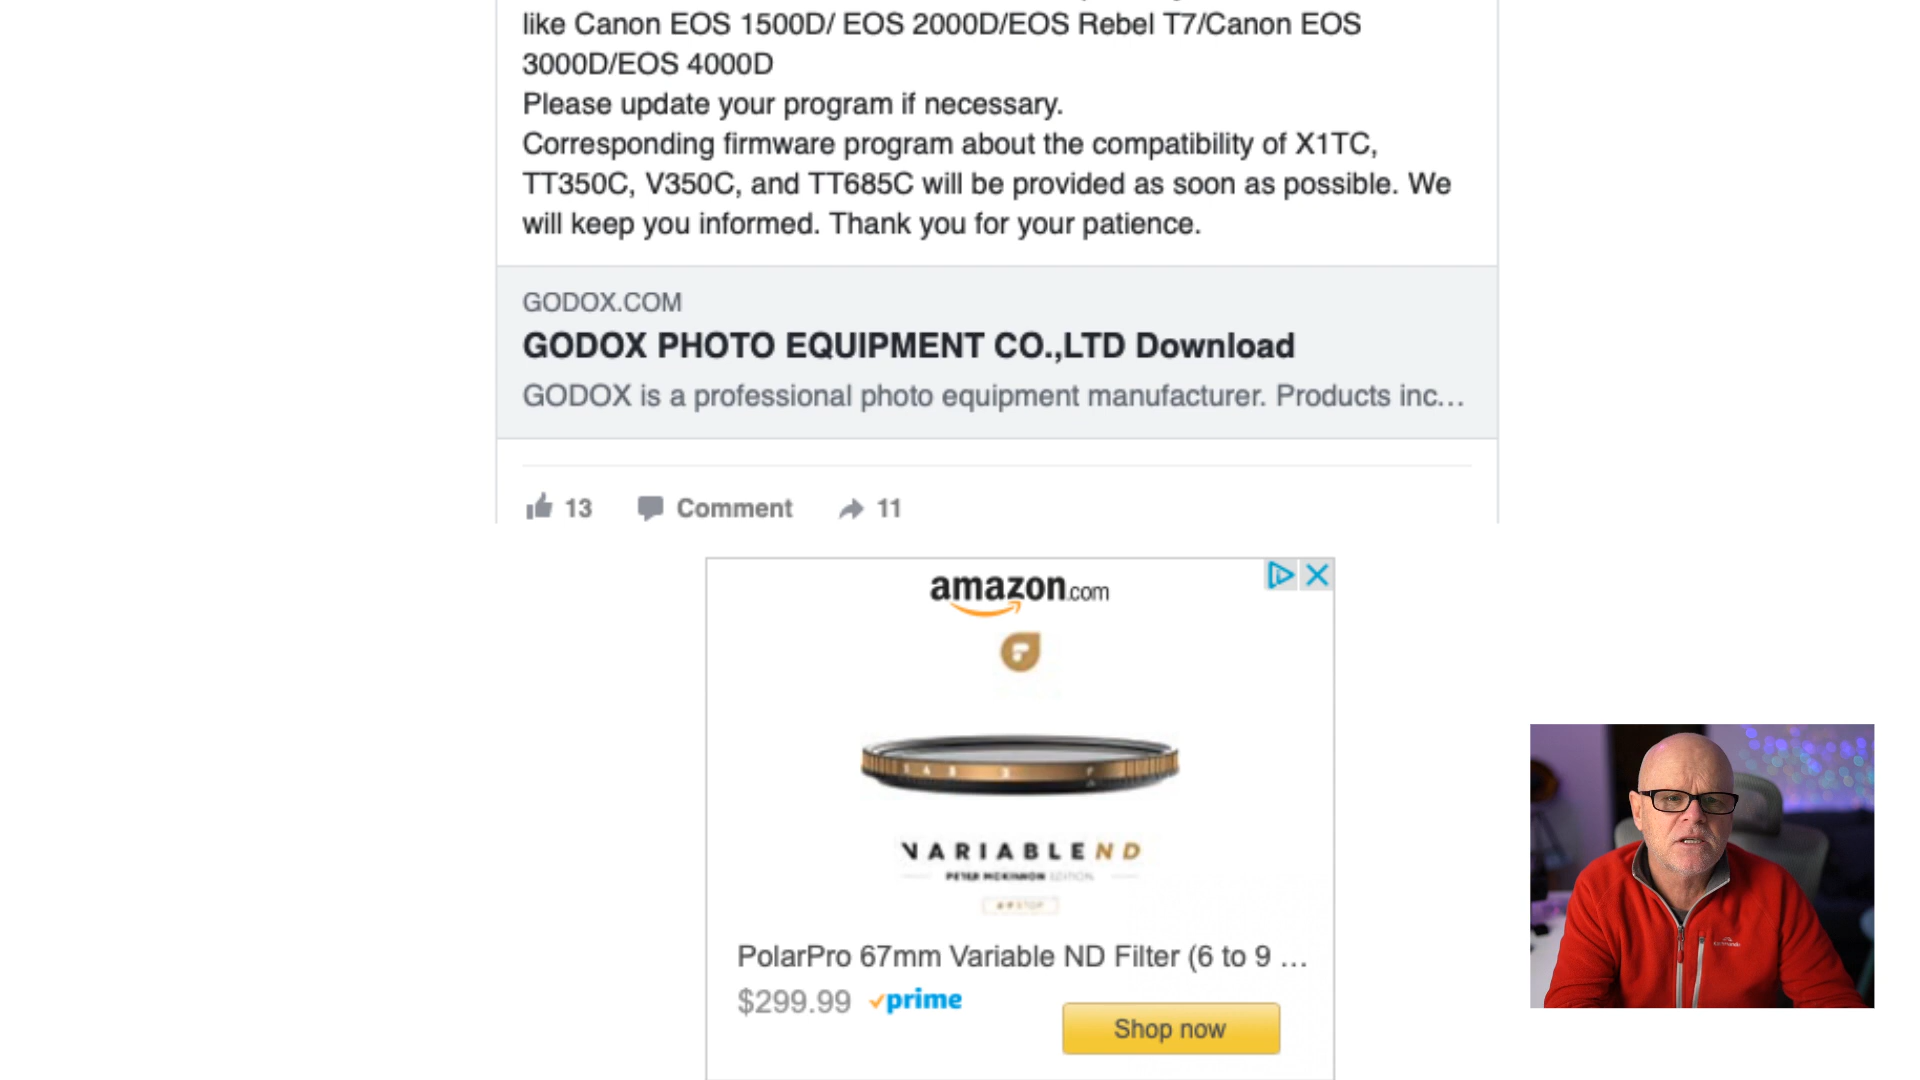 like Canon EOS 1500D/ EOS 2000D/EOS Rebel T7/Canon EOS
3000D/EOS 4000D
Please update your program if necessary.
Corresponding firmware program about the compatibility of X1TC,
TT350C, V350C, and TT685C will be provided as soon as possible. We
will keep you informed. Thank you for your patience.
GODOX.COM
GODOX PHOTO EQUIPMENT CO.,LTD Download
GODOX is a professional photo equipment manufacturer. Products inc...
13 Comment 11
amazon.com
VARIABLE ND
PETER MCKINNON EDITION
PolarPro 67mm Variable ND Filter (6 to 9 ...
$299.99 prime
Shop now